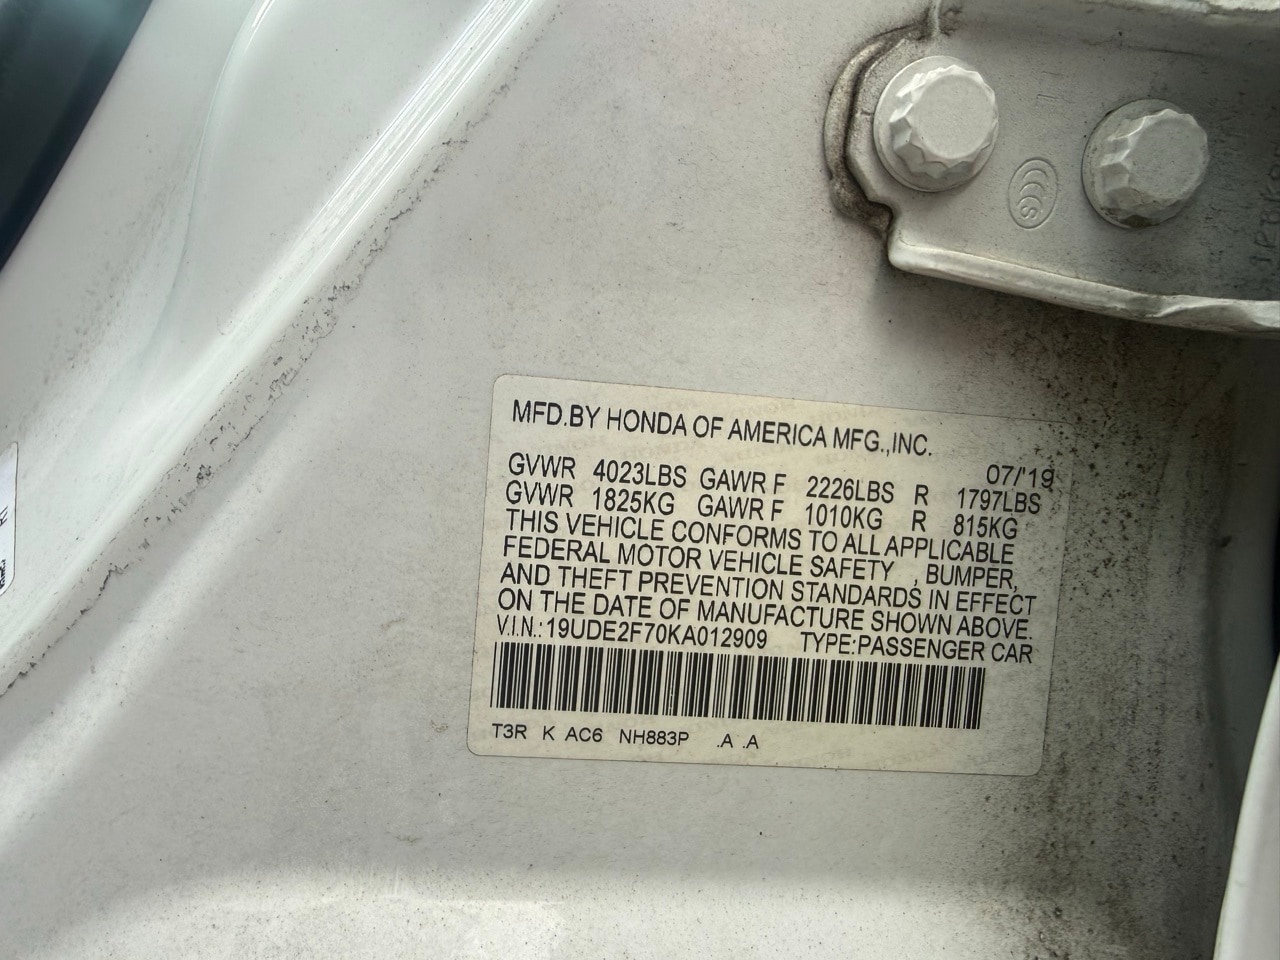 MFD.BY HONDA OF AMERICA MFG.,INC.
07/'19
GVWR 4023LBS GAWR F 2226LBS R 1797LBS
GVWR 1825KG GAWR F 1010KG R 815KG
THIS VEHICLE CONFORMS TO ALL APPLICABLE
FEDERAL MOTOR VEHICLE SAFETY , BUMPER,
AND THEFT PREVENTION STANDARDS IN EFFECT
ON THE DATE OF MANUFACTURE SHOWN ABOVE.
V.I.N.:19UDE2F70KA012909 TYPE:PASSENGER CAR
T3R K AC6 NH883P .A .A